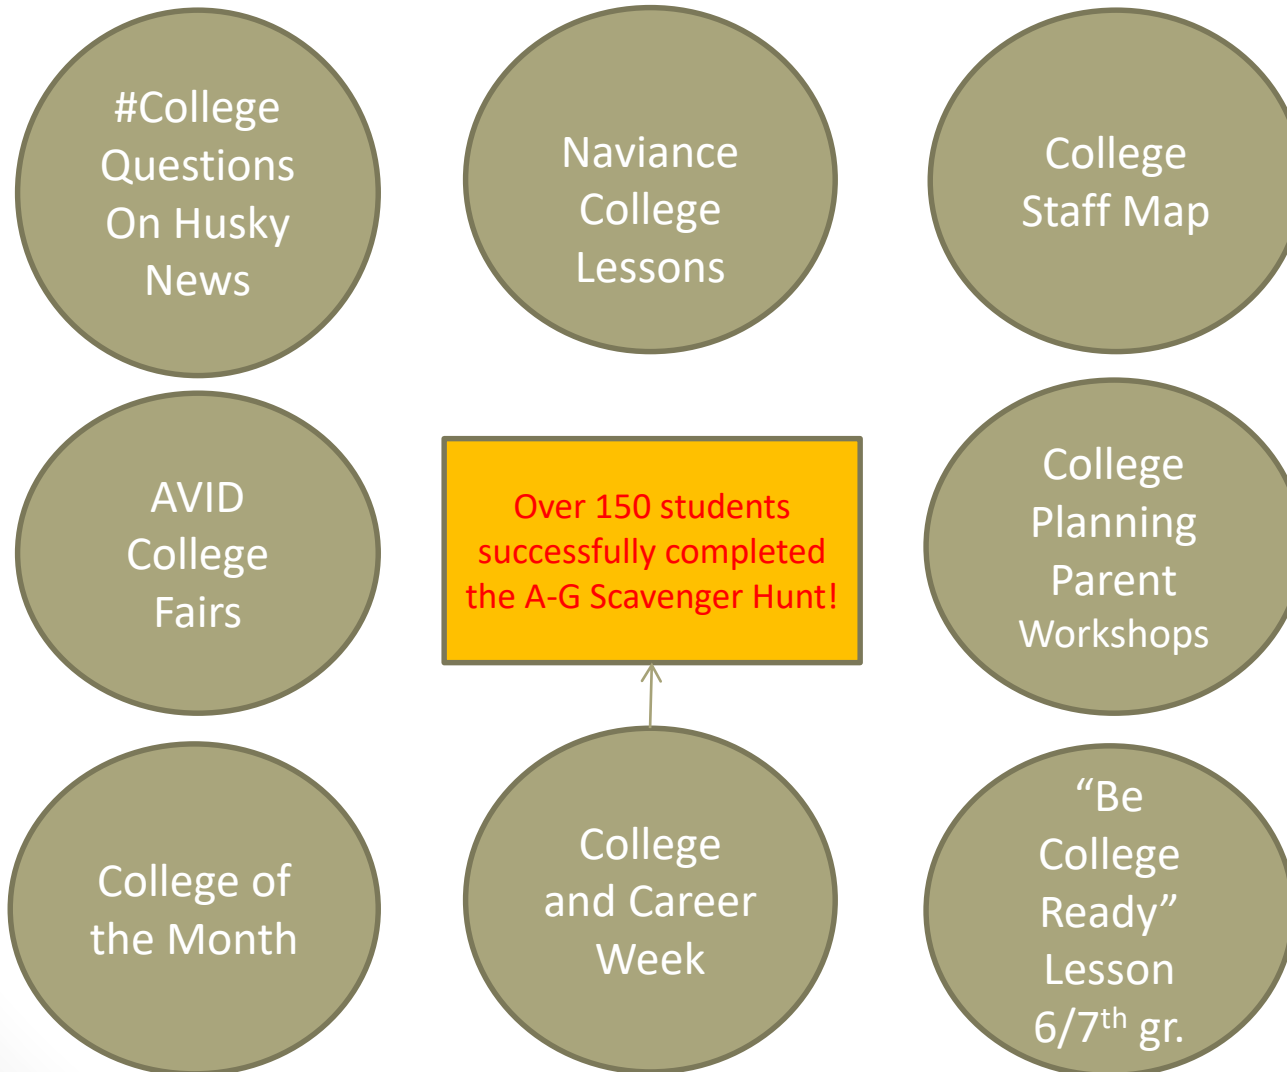 #College
Questions
On Husky
News
Naviance
College
Lessons
College
Staff Map
AVID
College
Fairs
Over 150 students
successfully completed
the A-G Scavenger Hunt!
College
Planning
Parent
Workshops
College of
the Month
College
and Career
Week
“Be
College
Ready”
Lesson
6/7th gr.